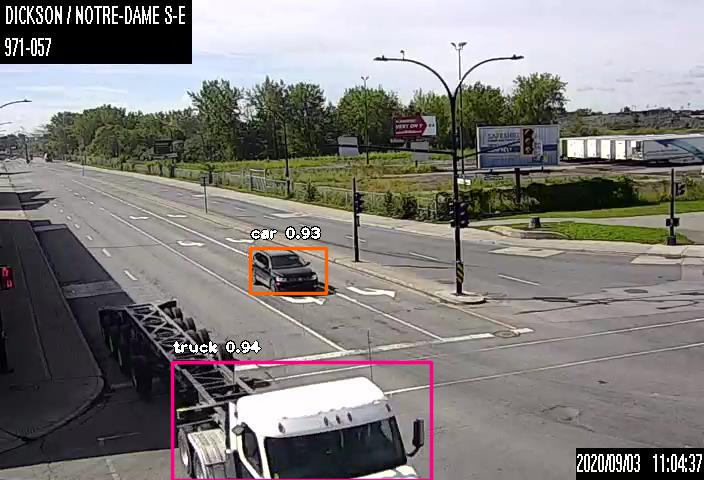 DICKSON / NOTRE-DAME S-E
971-057
car 0.93
truck 0.94
2020/09/03 11:04:37